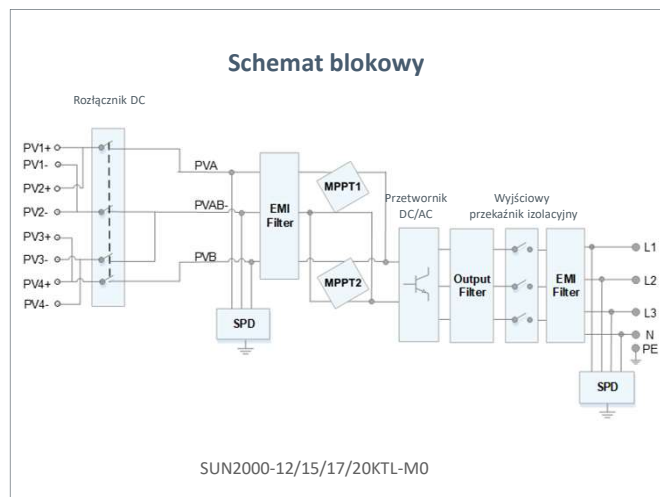 Schemat blokowy
Rozłącznik DC
PV1+
PV1-
PV2+
PV2-
PV3+
PV3-
PV4+
PV4-
PVA
PVAB-
PVB
SPD
EMI
Filter
MPPT1
MPPT2
Przetwornik
DC/AC
Output
Filter
Wyjściowy
przekaźnik izolacyjny
EMI
Filter
L1
L2
L3
N
PE
SPD
SUN2000-12/15/17/20KTL-M0